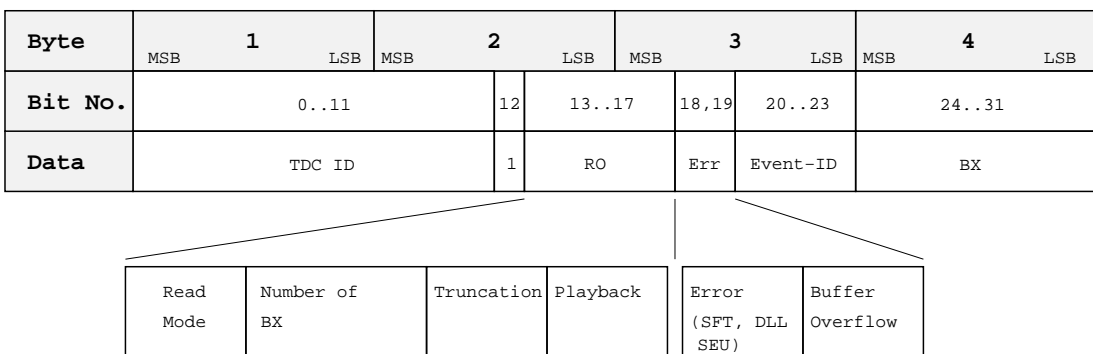 Byte 1 2 3 4
MSB LSB MSB LSB MSB LSB MSB LSB
Bit No. 0..11 12 13..17 18,19 20..23 24..31
Data TDC ID 1 RO Err Event-ID BX
Read Number of Truncation Playback Error Buffer
Mode BX (SFT, DLL Overflow
SEU)